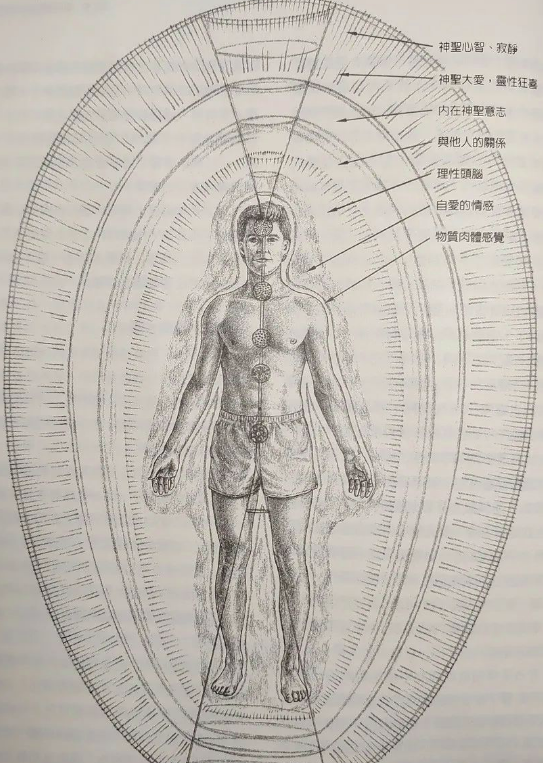 神聖心智、寂靜
神聖大愛，靈性狂喜
內在神聖意志
與他人的關係
理性頭腦
自愛的情感
物質肉體感覺